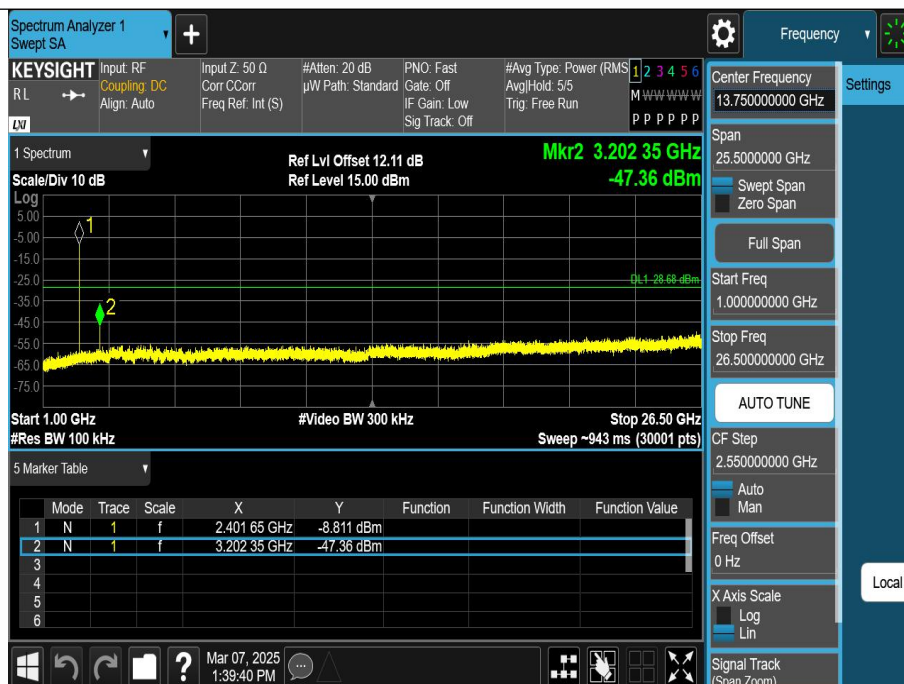 Spectrum Analyzer 1
Swept SA
+
Frequency
KEYSIGHT
RL
LXI
Input: RF
Coupling: DC
Align: Auto
Input Z: 50 Ω
Corr CCorr
Freq Ref: Int (S)
#Atten: 20 dB
µW Path: Standard
PNO: Fast
Gate: Off
IF Gain: Low
Sig Track: Off
#Avg Type: Power (RMS
Avg|Hold: 5/5
Trig: Free Run
1 2 3 4 5 6
M W W W W W
P P P P P P
1 Spectrum
Scale/Div 10 dB
Ref Lvl Offset 12.11 dB
Ref Level 15.00 dBm
Mkr2 3.202 35 GHz
-47.36 dBm
Log
5.00
-5.00
-15.0
-25.0
-35.0
-45.0
-55.0
-65.0
-75.0
1
2
DL1 -28.68 dBm
Start 1.00 GHz
#Video BW 300 kHz
Stop 26.50 GHz
#Res BW 100 kHz
Sweep ~943 ms (30001 pts)
5 Marker Table
Mode Trace Scale X Y Function Function Width Function Value
1 N 1 f 2.401 65 GHz -8.811 dBm
2 N 1 f 3.202 35 GHz -47.36 dBm
3
4
5
6
?
Mar 07, 2025
1:39:40 PM
Center Frequency
13.750000000 GHz
Settings
Span
25.5000000 GHz
Swept Span
Zero Span
Full Span
Start Freq
1.000000000 GHz
Stop Freq
26.500000000 GHz
AUTO TUNE
CF Step
2.550000000 GHz
Auto
Man
Freq Offset
0 Hz
Local
X Axis Scale
Log
Lin
Signal Track
(Span Zoom)